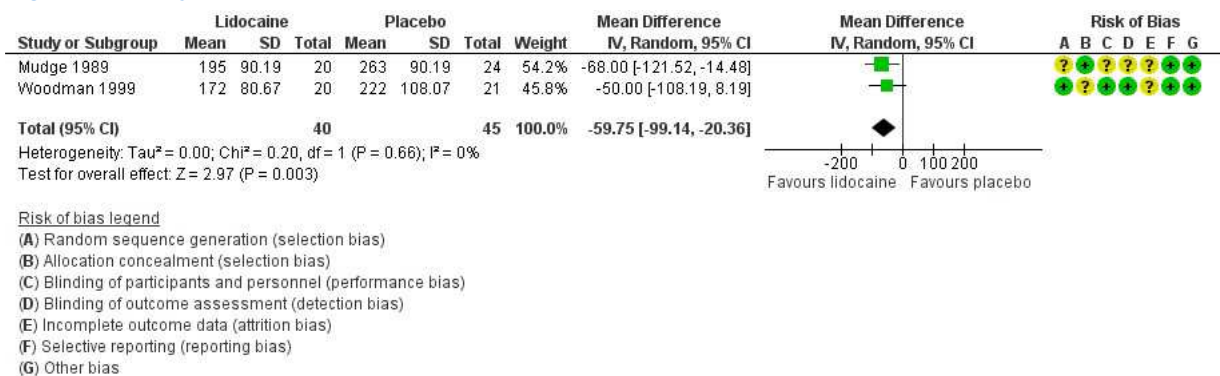 Lidocaine Placebo Mean Difference Mean Difference Risk of Bias
Study or Subgroup Mean SD Total Mean SD Total Weight IV, Random, 95% CI IV, Random, 95% CI A B C D E F G
Mudge 1989 195 90.19 20 263 90.19 24 54.2% -68.00 [-121.52, -14.48] ? + ? ? ? + +
Woodman 1999 172 80.67 20 222 108.07 21 45.8% -50.00 [-108.19, 8.19] + ? + + ? + +
Total (95% CI) 40 45 100.0% -59.75 [-99.14, -20.36]
Heterogeneity: Tau² = 0.00; Chi² = 0.20, df = 1 (P = 0.66); I² = 0%
Test for overall effect: Z = 2.97 (P = 0.003)
-200 0 100 200
Favours lidocaine Favours placebo
Risk of bias legend
(A) Random sequence generation (selection bias)
(B) Allocation concealment (selection bias)
(C) Blinding of participants and personnel (performance bias)
(D) Blinding of outcome assessment (detection bias)
(E) Incomplete outcome data (attrition bias)
(F) Selective reporting (reporting bias)
(G) Other bias